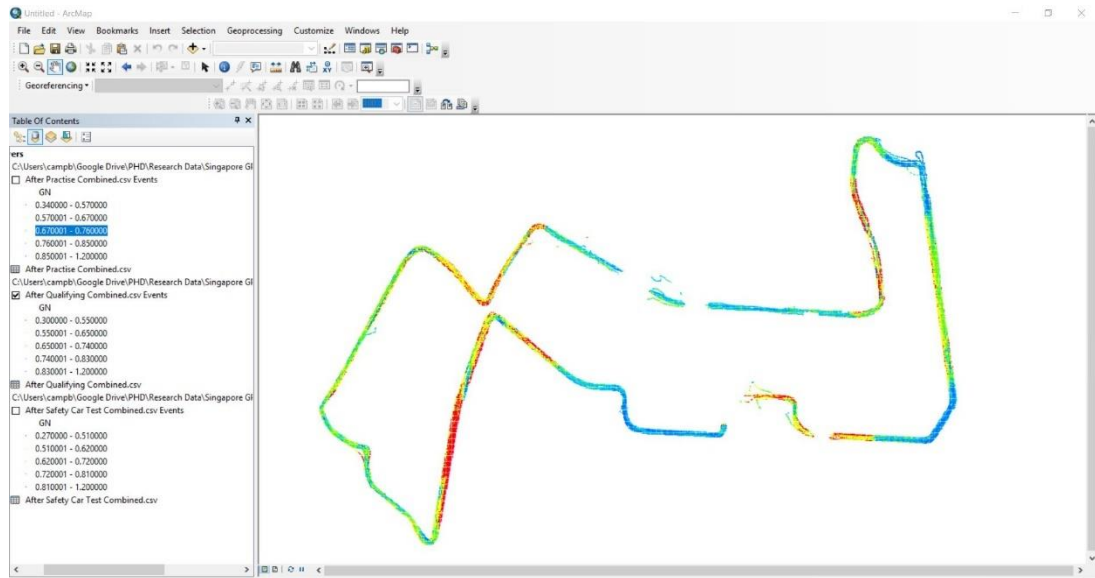 Untitled - ArcMap
File Edit View Bookmarks Insert Selection Geoprocessing Customize Windows Help
Georeferencing
Table Of Contents
ers
C:\Users\campb\Google Drive\PHD\Research Data\Singapore GI
After Practise Combined.csv Events
GN
0.340000 - 0.570000
0.570001 - 0.670000
0.670001 - 0.760000
0.760001 - 0.850000
0.850001 - 1.200000
After Practise Combined.csv
C:\Users\campb\Google Drive\PHD\Research Data\Singapore GI
After Qualifying Combined.csv Events
GN
0.300000 - 0.550000
0.550001 - 0.650000
0.650001 - 0.740000
0.740001 - 0.830000
0.830001 - 1.200000
After Qualifying Combined.csv
C:\Users\campb\Google Drive\PHD\Research Data\Singapore GI
After Safety Car Test Combined.csv Events
GN
0.270000 - 0.510000
0.510001 - 0.620000
0.620001 - 0.720000
0.720001 - 0.810000
0.810001 - 1.200000
After Safety Car Test Combined.csv